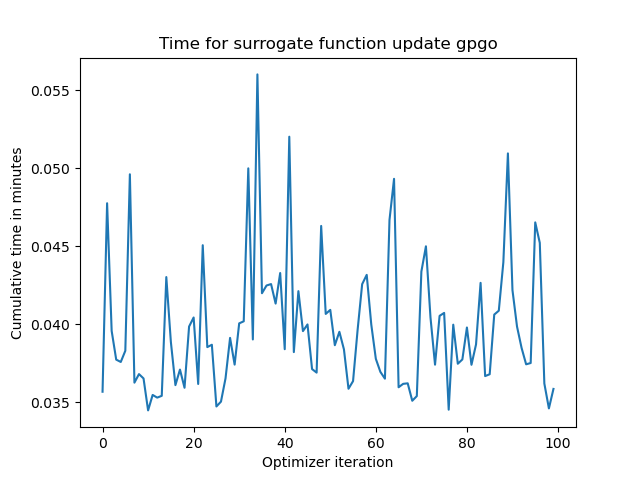 Time for surrogate function update gpgo
Cumulative time in minutes
0.055
0.050
0.045
0.040
0.035
0 20 40 60 80 100
Optimizer iteration